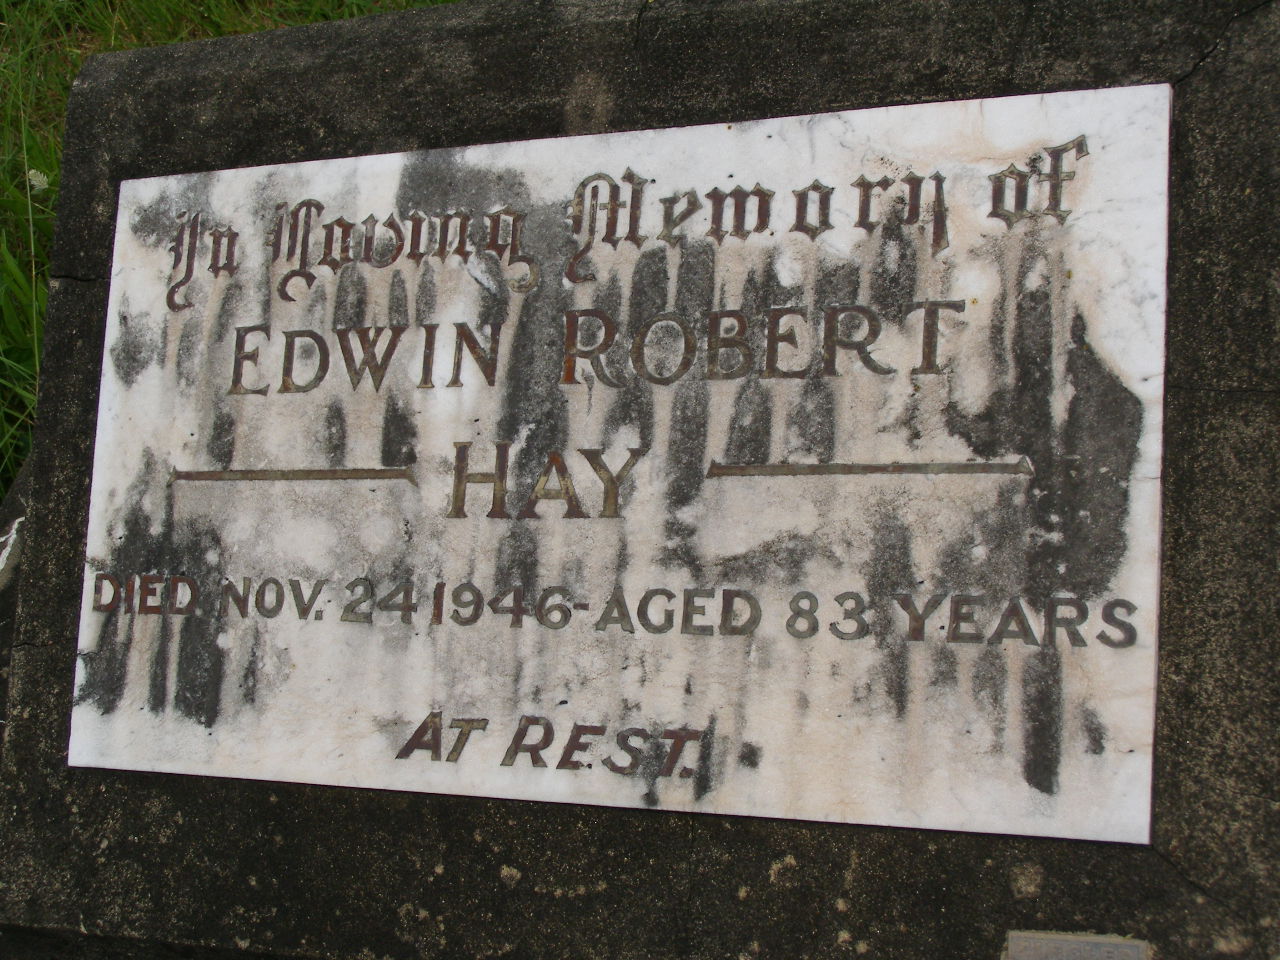 In Loving Memory of
EDWIN ROBERT
HAY
DIED NOV. 24 1946 - AGED 83 YEARS
AT REST.